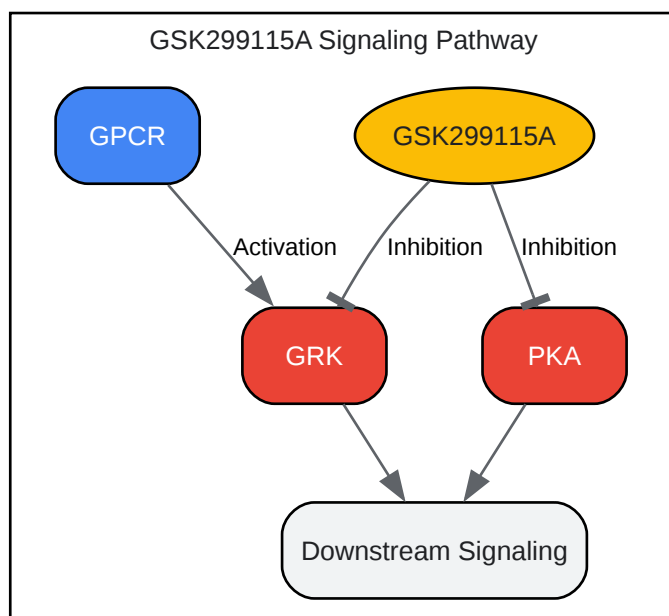 GSK299115A Signaling Pathway
GPCR
GSK299115A
Activation
Inhibition
Inhibition
GRK
PKA
Downstream Signaling